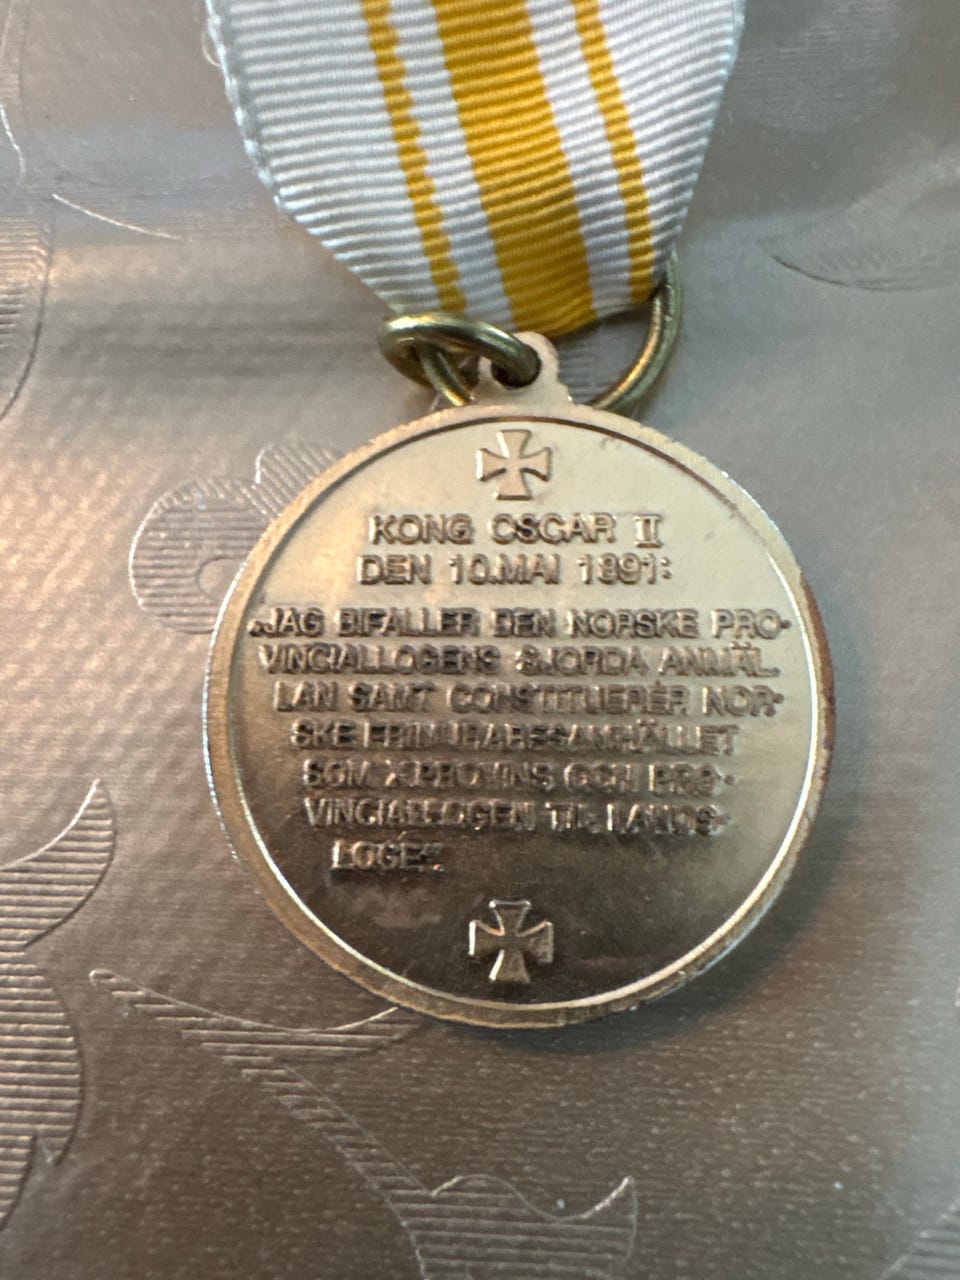 KONG OSCAR II
DEN 10.MAI 1891:
„JAG BIFALLER DEN NORSKE PRO-
VINCIALLOGENS GJORDA ANMÄL-
LAN SAMT CONSTITUERER NOR-
SKE FRIMURARESAMHÄLLET
SOM X PROVINS OCH PRO-
VINCIALLOGEN TIL LANDS-
LOGE".